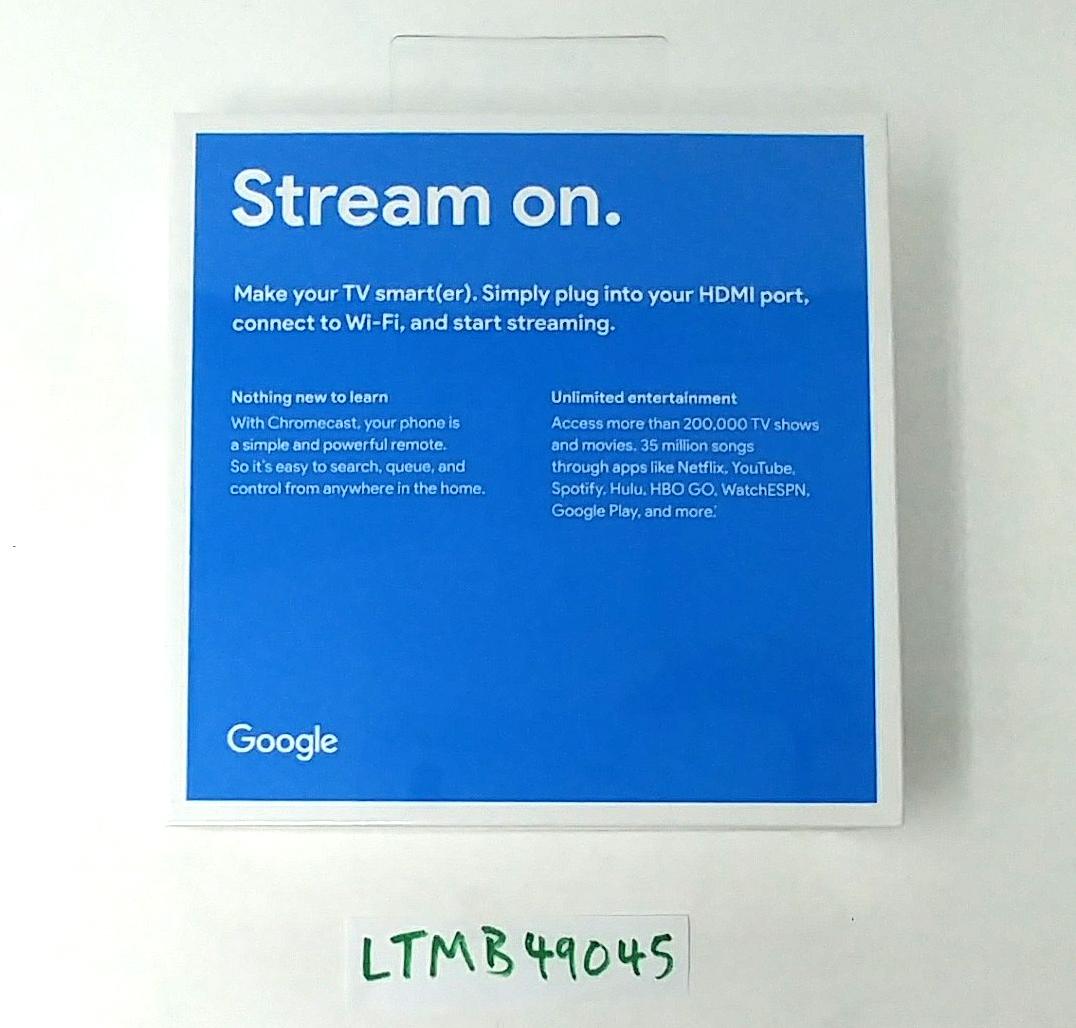 Stream on.
Make your TV smart(er). Simply plug into your HDMI port,
connect to Wi-Fi, and start streaming.
Nothing new to learn
With Chromecast, your phone is
a simple and powerful remote.
So it's easy to search, queue, and
control from anywhere in the home.
Unlimited entertainment
Access more than 200,000 TV shows
and movies, 35 million songs
through apps like Netflix, YouTube,
Spotify, Hulu, HBO GO, WatchESPN,
Google Play, and more.*
Google
LTMB49045